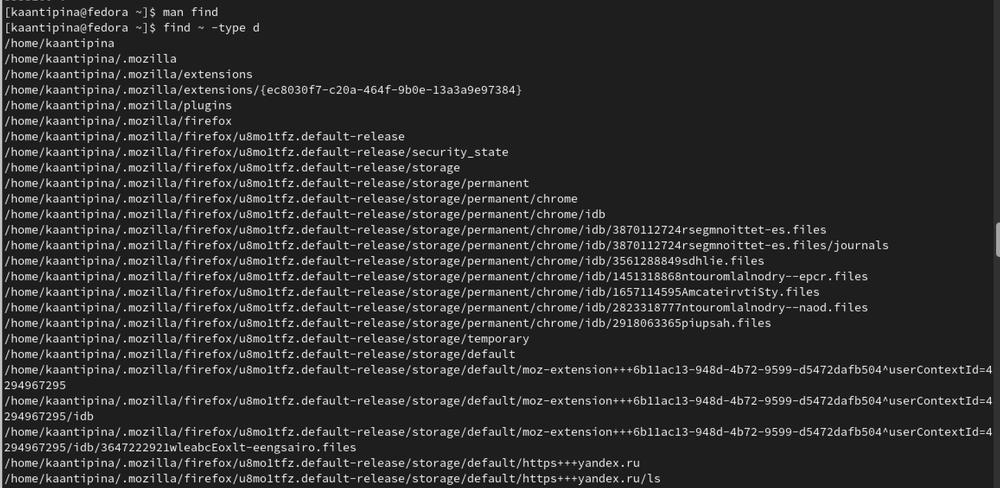 [kaantipina@fedora ~]$ man find
[kaantipina@fedora ~]$ find ~ -type d
/home/kaantipina
/home/kaantipina/.mozilla
/home/kaantipina/.mozilla/extensions
/home/kaantipina/.mozilla/extensions/{ec8030f7-c20a-464f-9b0e-13a3a9e97384}
/home/kaantipina/.mozilla/plugins
/home/kaantipina/.mozilla/firefox
/home/kaantipina/.mozilla/firefox/u8mo1tfz.default-release
/home/kaantipina/.mozilla/firefox/u8mo1tfz.default-release/security_state
/home/kaantipina/.mozilla/firefox/u8mo1tfz.default-release/storage
/home/kaantipina/.mozilla/firefox/u8mo1tfz.default-release/storage/permanent
/home/kaantipina/.mozilla/firefox/u8mo1tfz.default-release/storage/permanent/chrome
/home/kaantipina/.mozilla/firefox/u8mo1tfz.default-release/storage/permanent/chrome/idb
/home/kaantipina/.mozilla/firefox/u8mo1tfz.default-release/storage/permanent/chrome/idb/3870112724rsegmnoittet-es.files
/home/kaantipina/.mozilla/firefox/u8mo1tfz.default-release/storage/permanent/chrome/idb/3870112724rsegmnoittet-es.files/journals
/home/kaantipina/.mozilla/firefox/u8mo1tfz.default-release/storage/permanent/chrome/idb/3561288849sdhlie.files
/home/kaantipina/.mozilla/firefox/u8mo1tfz.default-release/storage/permanent/chrome/idb/1451318868ntouromlalnodry--epcr.files
/home/kaantipina/.mozilla/firefox/u8mo1tfz.default-release/storage/permanent/chrome/idb/1657114595AmcateirvtiSty.files
/home/kaantipina/.mozilla/firefox/u8mo1tfz.default-release/storage/permanent/chrome/idb/2823318777ntouromlalnodry--naod.files
/home/kaantipina/.mozilla/firefox/u8mo1tfz.default-release/storage/permanent/chrome/idb/2918063365piupsah.files
/home/kaantipina/.mozilla/firefox/u8mo1tfz.default-release/storage/temporary
/home/kaantipina/.mozilla/firefox/u8mo1tfz.default-release/storage/default
/home/kaantipina/.mozilla/firefox/u8mo1tfz.default-release/storage/default/moz-extension+++6b11ac13-948d-4b72-9599-d5472dafb504^userContextId=4
294967295
/home/kaantipina/.mozilla/firefox/u8mo1tfz.default-release/storage/default/moz-extension+++6b11ac13-948d-4b72-9599-d5472dafb504^userContextId=4
294967295/idb
/home/kaantipina/.mozilla/firefox/u8mo1tfz.default-release/storage/default/moz-extension+++6b11ac13-948d-4b72-9599-d5472dafb504^userContextId=4
294967295/idb/3647222921wleabcEoxlt-eengsairo.files
/home/kaantipina/.mozilla/firefox/u8mo1tfz.default-release/storage/default/https+++yandex.ru
/home/kaantipina/.mozilla/firefox/u8mo1tfz.default-release/storage/default/https+++yandex.ru/ls